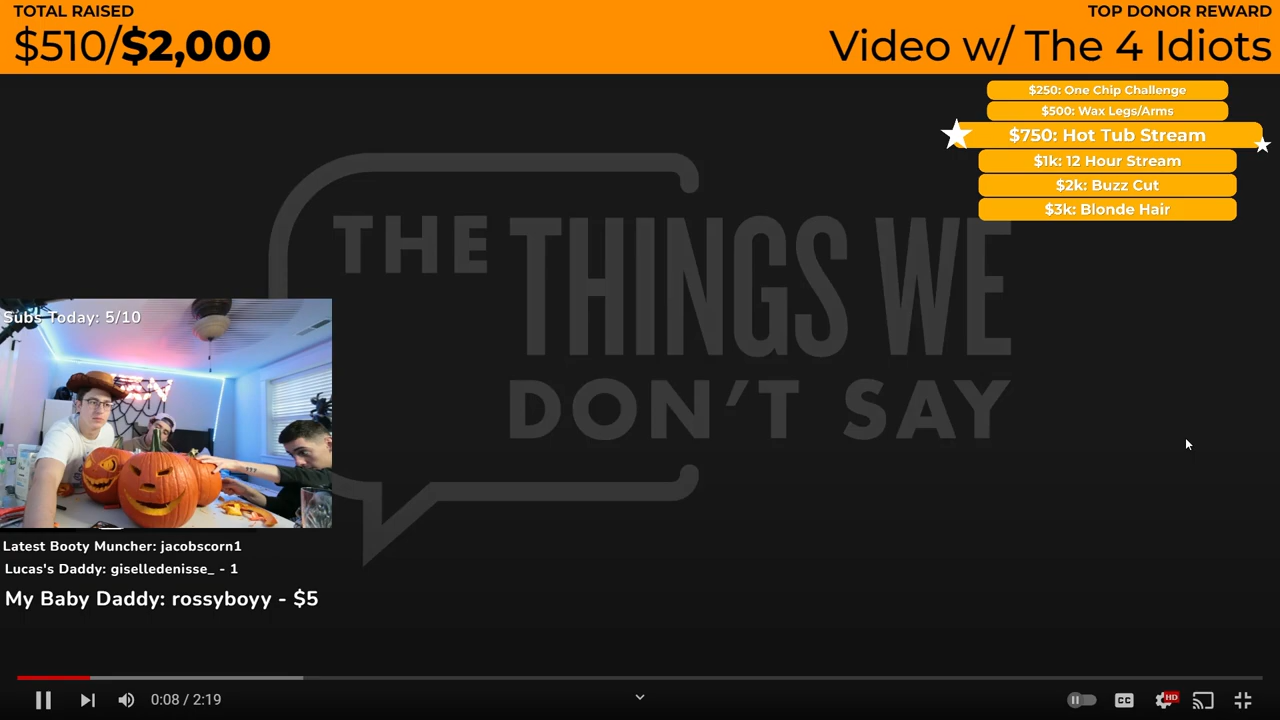 TOTAL RAISED
$510/$2,000
TOP DONOR REWARD
Video w/ The 4 Idiots
$250: One Chip Challenge
$500: Wax Legs/Arms
$750: Hot Tub Stream
$1k: 12 Hour Stream
$2k: Buzz Cut
$3k: Blonde Hair
THE THINGS WE
DON'T SAY
Subs Today: 5/10
Latest Booty Muncher: jacobscorn1
Lucas's Daddy: giselledenisse_ - 1
My Baby Daddy: rossyboyy - $5
0:08 / 2:19
CC
HD